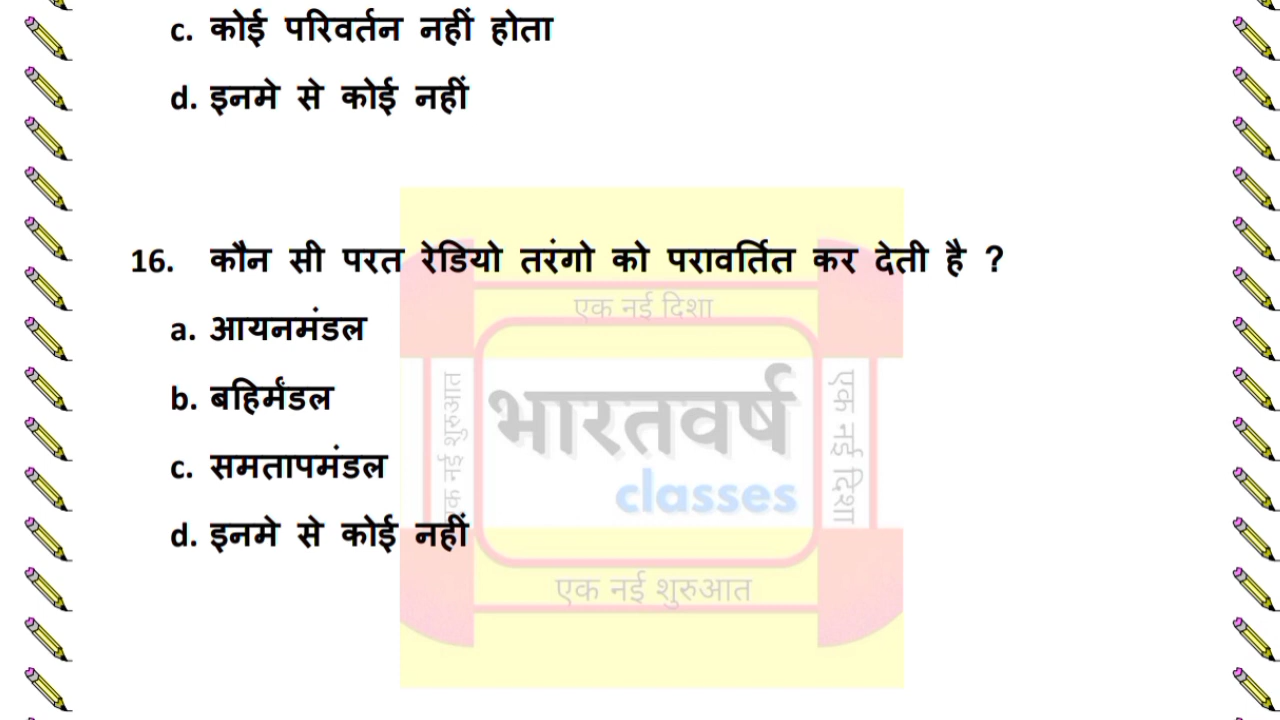 c. कोई परिवर्तन नहीं होता
d. इनमे से कोई नहीं
16. कौन सी परत रेडियो तरंगो को परावर्तित कर देती है ?
a. आयनमंडल
b. बहिर्मंडल
c. समतापमंडल
d. इनमे से कोई नहीं
एक नई दिशा
एक नई शुरुआत
भारतवर्ष
classes
एक नई दिशा
एक नई शुरुआत